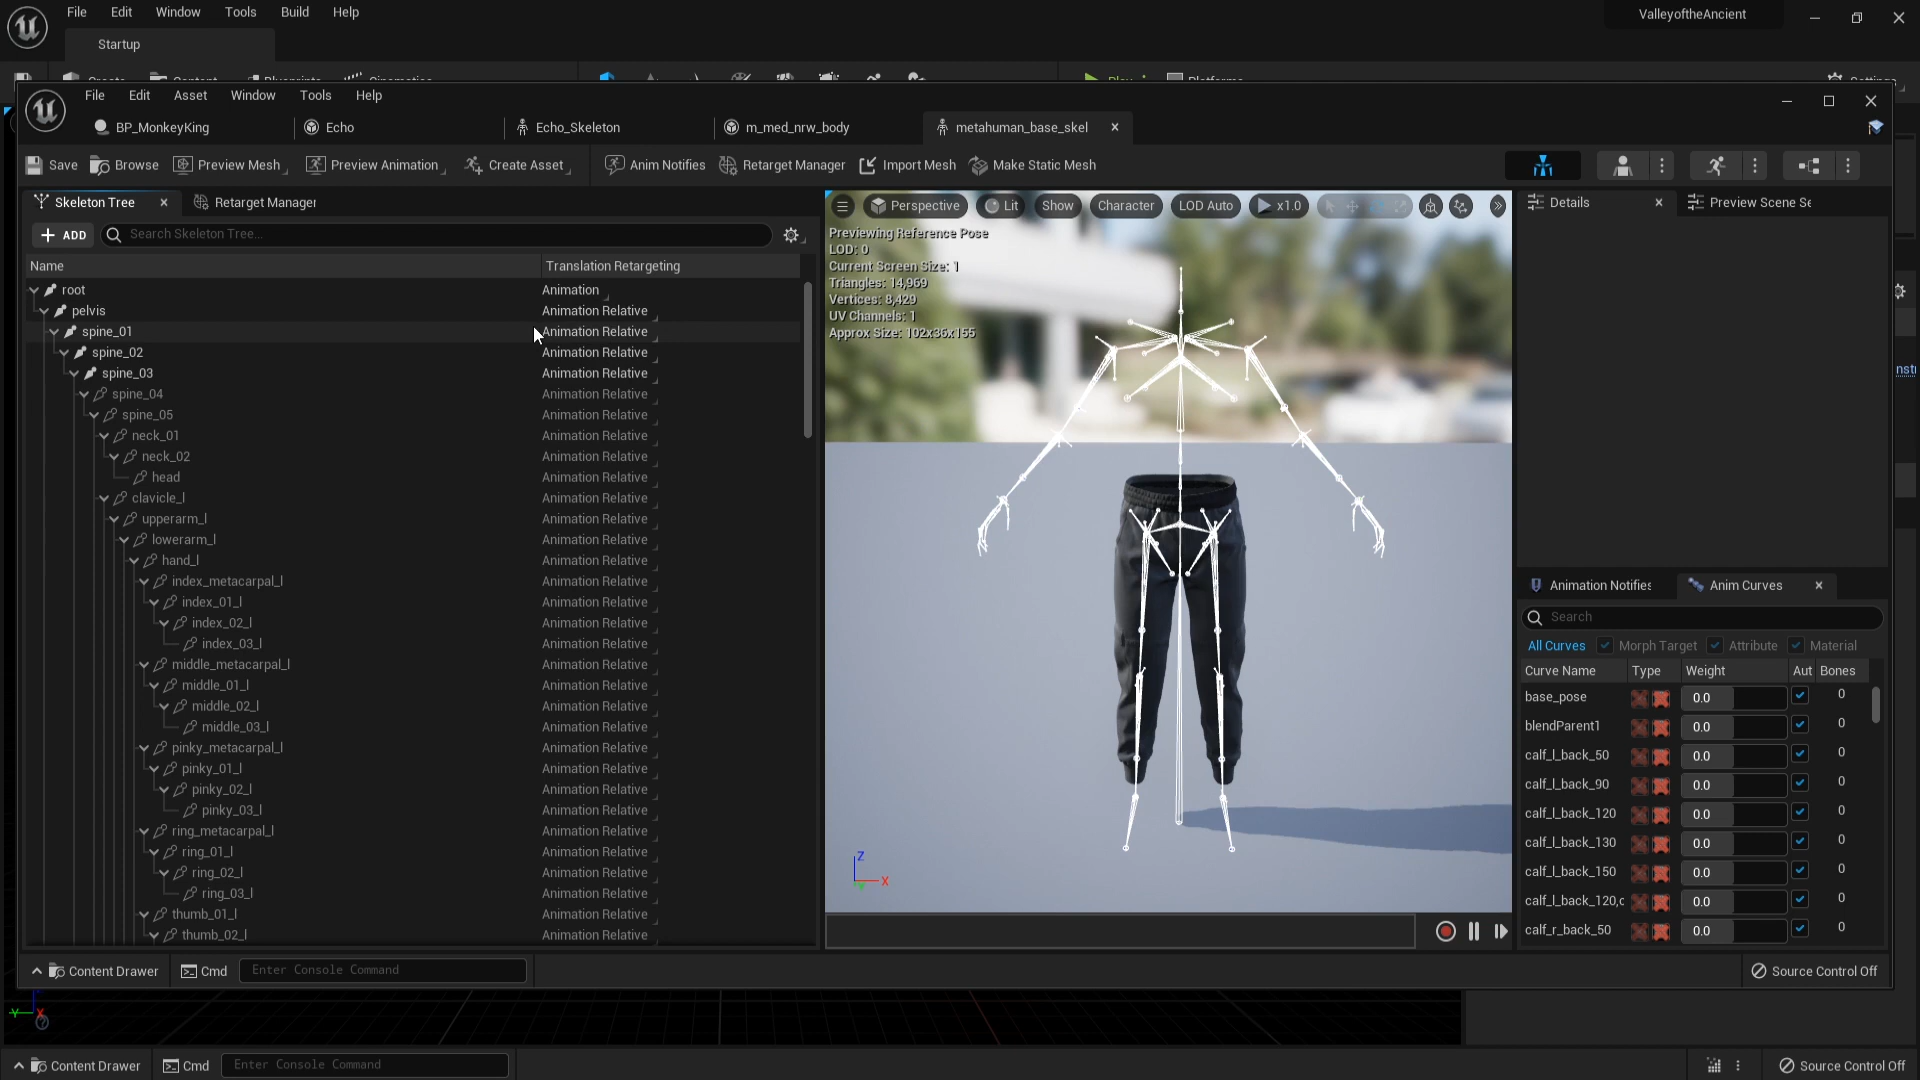 File Edit Window Tools Build Help
ValleyoftheAncient
Startup
File Edit Asset Window Tools Help
BP_MonkeyKing
Echo
Echo_Skeleton
m_med_nrw_body
metahuman_base_skel
Save
Browse
Preview Mesh
Preview Animation
Create Asset
Anim Notifies
Retarget Manager
Import Mesh
Make Static Mesh
Skeleton Tree
Retarget Manager
+ ADD
Search Skeleton Tree...
Name Translation Retargeting
root Animation
pelvis Animation Relative
spine_01 Animation Relative
spine_02 Animation Relative
spine_03 Animation Relative
spine_04 Animation Relative
spine_05 Animation Relative
neck_01 Animation Relative
neck_02 Animation Relative
head Animation Relative
clavicle_l Animation Relative
upperarm_l Animation Relative
lowerarm_l Animation Relative
hand_l Animation Relative
index_metacarpal_l Animation Relative
index_01_l Animation Relative
index_02_l Animation Relative
index_03_l Animation Relative
middle_metacarpal_l Animation Relative
middle_01_l Animation Relative
middle_02_l Animation Relative
middle_03_l Animation Relative
pinky_metacarpal_l Animation Relative
pinky_01_l Animation Relative
pinky_02_l Animation Relative
pinky_03_l Animation Relative
ring_metacarpal_l Animation Relative
ring_01_l Animation Relative
ring_02_l Animation Relative
ring_03_l Animation Relative
thumb_01_l Animation Relative
thumb_02_l Animation Relative
Perspective Lit Show Character LOD Auto x1.0
Previewing Reference Pose
LOD: 0
Current Screen Size: 1
Triangles: 14,969
Vertices: 8,429
UV Channels: 1
Approx Size: 102x36x155
Z
X
Details
Preview Scene Se
Animation Notifies
Anim Curves
Search
All Curves Morph Target Attribute Material
Curve Name Type Weight Aut Bones
base_pose 0.0 0
blendParent1 0.0 0
calf_l_back_50 0.0 0
calf_l_back_90 0.0 0
calf_l_back_120 0.0 0
calf_l_back_130 0.0 0
calf_l_back_150 0.0 0
calf_l_back_120,c 0.0 0
calf_r_back_50 0.0 0
Content Drawer
Cmd
Enter Console Command
Source Control Off
Y
X
Content Drawer
Cmd
Enter Console Command
Source Control Off